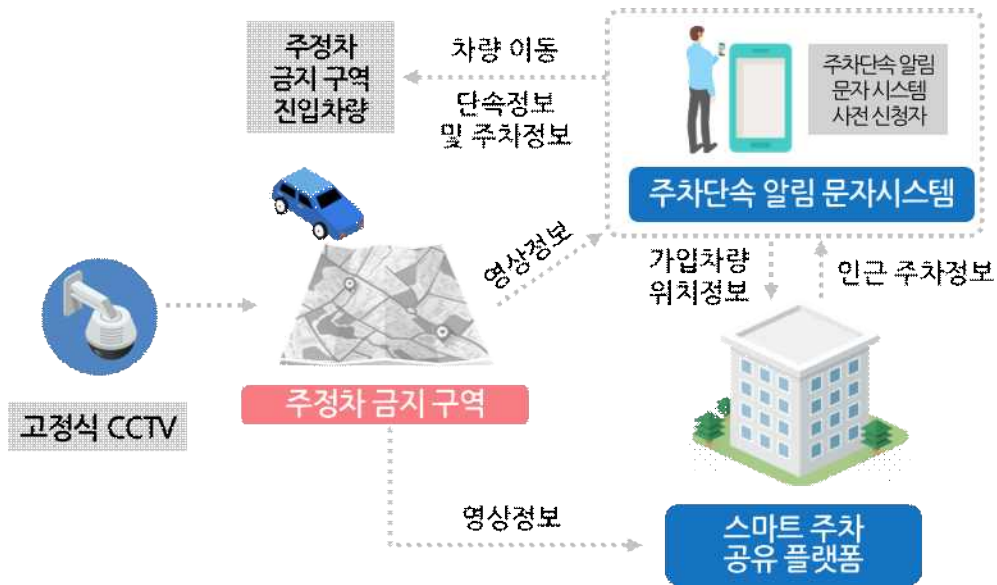 주정차
금지 구역
진입차량
차량 이동
단속정보
및 주차정보
주차단속 알림
문자 시스템
사전 신청자
주차단속 알림 문자시스템
영상정보
가입차량
위치정보
인근 주차정보
고정식 CCTV
주정차 금지 구역
영상정보
스마트 주차
공유 플랫폼